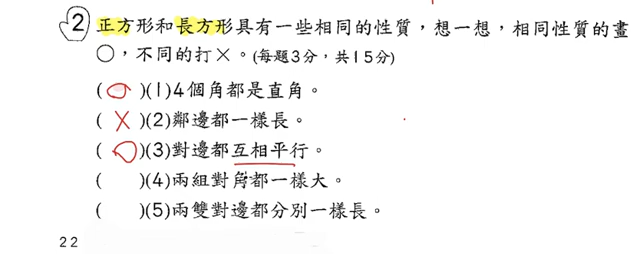 2 正方形和長方形具有一些相同的性質，想一想，相同性質的畫
○，不同的打╳。(每題3分，共15分)
( ○ )(1)4個角都是直角。
( ╳ )(2)鄰邊都一樣長。
( ○ )(3)對邊都互相平行。
(　　)(4)兩組對角都一樣大。
(　　)(5)兩雙對邊都分別一樣長。
22